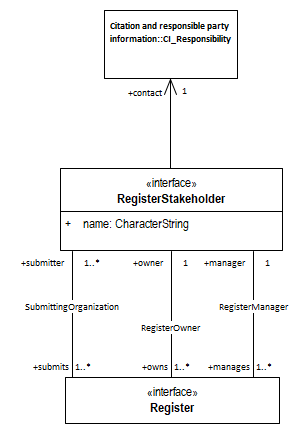 Citation and responsible party
information::CI_Responsibility
+contact 1
«interface»
RegisterStakeholder
+ name: CharacterString
+submitter 1..* +owner 1 +manager 1
SubmittingOrganization RegisterManager
RegisterOwner
+submits 1..* +owns 1..* +manages 1..*
«interface»
Register